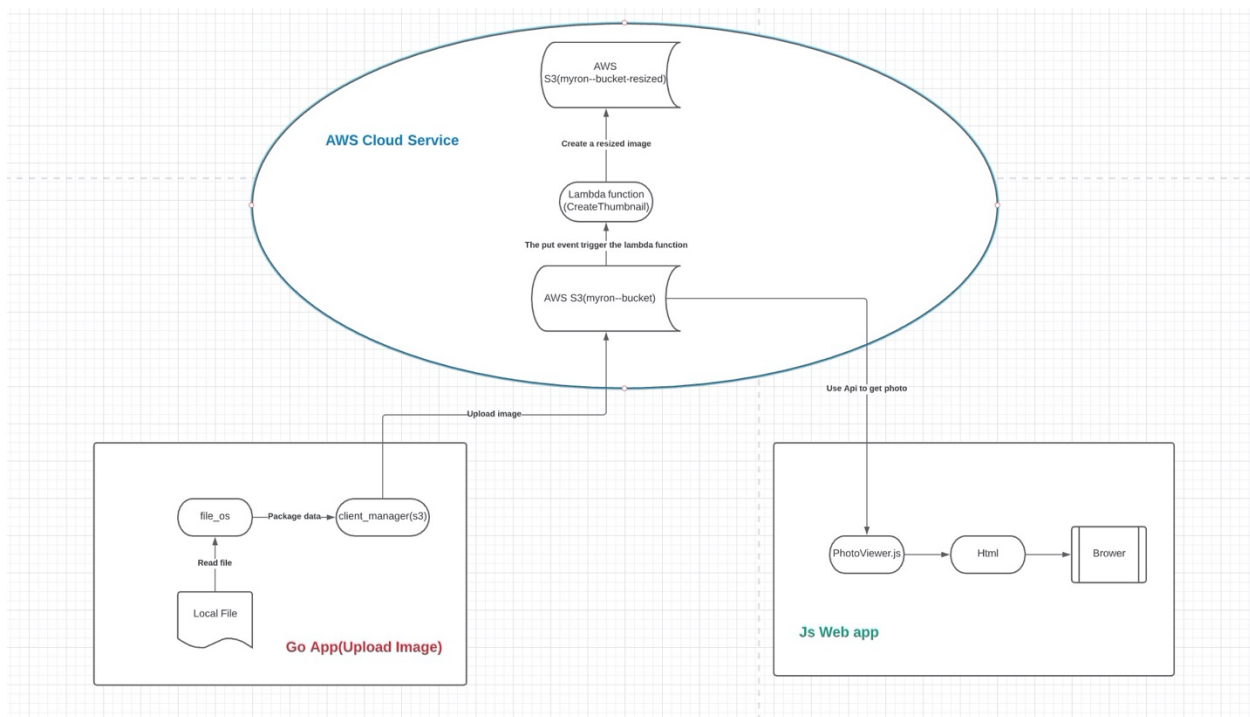 AWS
S3(myron--bucket-resized)
AWS Cloud Service
Create a resized image
Lambda function
(CreateThumbnail)
The put event trigger the lambda function
AWS S3(myron--bucket)
Use Api to get photo
Upload image
file_os
Package data
client_manager(s3)
Read file
Local File
Go App(Upload Image)
PhotoViewer.js
Html
Brower
Js Web app